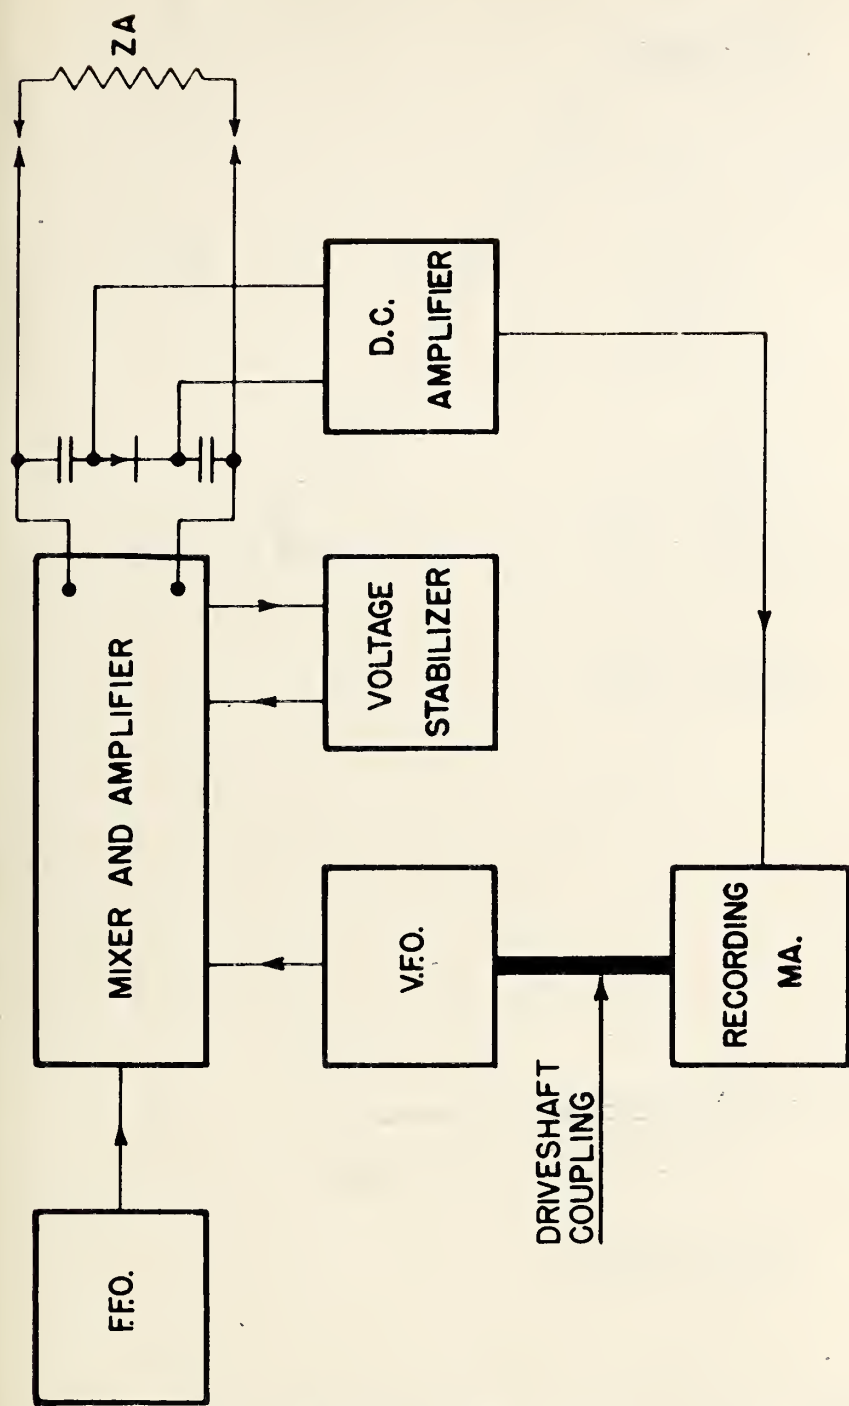 F.F.O.
MIXER AND AMPLIFIER
V.F.O.
VOLTAGE
STABILIZER
D.C.
AMPLIFIER
ZA
DRIVESHAFT
COUPLING
RECORDING
MA.